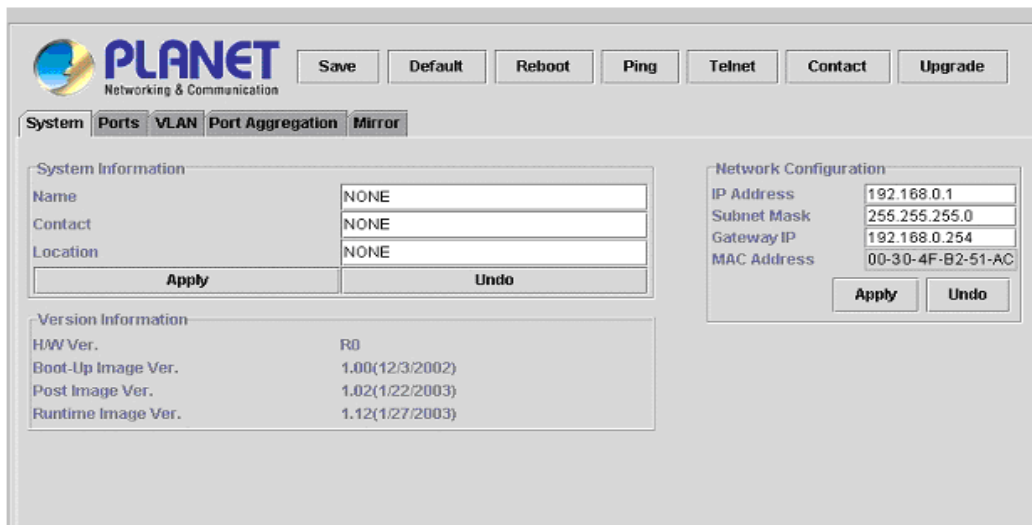 PLANET
Networking & Communication
Save Default Reboot Ping Telnet Contact Upgrade
System Ports VLAN Port Aggregation Mirror
System Information
Name NONE
Contact NONE
Location NONE
Apply Undo
Version Information
H/W Ver. R0
Boot-Up Image Ver. 1.00(12/3/2002)
Post Image Ver. 1.02(1/22/2003)
Runtime Image Ver. 1.12(1/27/2003)
Network Configuration
IP Address 192.168.0.1
Subnet Mask 255.255.255.0
Gateway IP 192.168.0.254
MAC Address 00-30-4F-B2-51-AC
Apply Undo